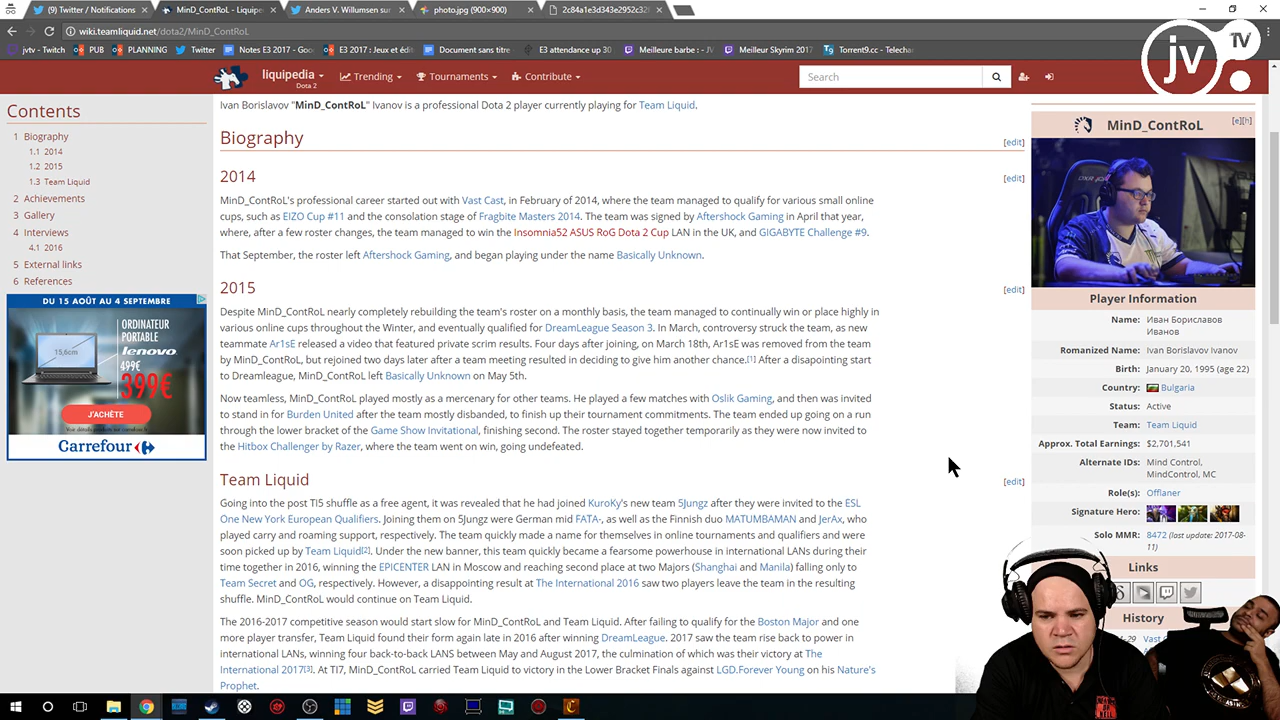 (9) Twitter / Notifications
MinD_ContRoL - Liquipe
Anders V. Willumsen sur
photo.jpg (900×900)
2c84a1e3d343e2952c32
wiki.teamliquid.net/dota2/MinD_ContRoL
jvtv - Twitch
PUB
PLANNING
Twitter
Notes E3 2017 - Goo
E3 2017 : Jeux et édit
Document sans titre
E3 attendance up 30
Meilleure barbe : - JV
Meilleur Skyrim 2017
Torrent9.cc - Telecha
jv TV
liquipedia
Dota 2
Trending
Tournaments
Contribute
Search
Contents
1 Biography
1.1 2014
1.2 2015
1.3 Team Liquid
2 Achievements
3 Gallery
4 Interviews
4.1 2016
5 External links
6 References
DU 15 AOÛT AU 4 SEPTEMBRE
ORDINATEUR
PORTABLE
lenovo
15,6cm
499€
399€
J'ACHÈTE
Carrefour
Ivan Borislavov "MinD_ContRoL" Ivanov is a professional Dota 2 player currently playing for Team Liquid.
Biography
[edit]
2014
[edit]
MinD_ContRoL's professional career started out with Vast Cast, in February of 2014, where the team managed to qualify for various small online
cups, such as EIZO Cup #11 and the consolation stage of Fragbite Masters 2014. The team was signed by Aftershock Gaming in April that year,
where, after a few roster changes, the team managed to win the Insomnia52 ASUS RoG Dota 2 Cup LAN in the UK, and GIGABYTE Challenge #9.
That September, the roster left Aftershock Gaming, and began playing under the name Basically Unknown.
2015
[edit]
Despite MinD_ContRoL nearly completely rebuilding the team's roster on a monthly basis, the team managed to continually win or place highly in
various online cups throughout the Winter, and eventually qualified for DreamLeague Season 3. In March, controversy struck the team, as new
teammate Ar1sE released a video that featured private scrim results. Four days after joining, on March 18th, Ar1sE was removed from the team
by MinD_ContRoL, but rejoined two days later after a team meeting resulted in deciding to give him another chance.[1] After a disappointing start
to Dreamleague, MinD_ContRoL left Basically Unknown on May 5th.
Now teamless, MinD_ContRoL played mostly as a mercenary for other teams. He played a few matches with Oslik Gaming, and then was invited
to stand in for Burden United after the team mostly disbanded, to finish up their tournament commitments. The team ended up going on a run
through the lower bracket of the Game Show Invitational, finishing second. The roster stayed together temporarily as they were now invited to
the Hitbox Challenger by Razer, where the team went on win, going undefeated.
Team Liquid
[edit]
Going into the post TI5 shuffle as a free agent, it was revealed that he had joined KuroKy's new team 5Jungz after they were invited to the ESL
One New York European Qualifiers. Joining them on 5Jungz were German mid FATA-, as well as the Finnish duo MATUMBAMAN and JerAx, who
played carry and roaming support, respectively. The team quickly made a name for themselves in online tournaments and qualifiers and were
soon picked up by Team Liquid[2]. Under the new banner, this team quickly became a fearsome powerhouse in international LANs during their
time together in 2016, winning the EPICENTER LAN in Moscow and reaching second place at two Majors (Shanghai and Manila) falling only to
Team Secret and OG, respectively. However, a disappointing result at The International 2016 saw two players leave the team in the resulting
shuffle. MinD_ContRoL would continue on Team Liquid.
The 2016-2017 competitive season would start slow for MinD_ContRoL and Team Liquid. After failing to qualify for the Boston Major and one
more player transfer, Team Liquid found their form again late in 2016 after winning DreamLeague. 2017 saw the team rise back to power in
international LANs, winning four back-to-back LANS between May and August 2017, the culmination of which was their victory at The
International 2017[3]. At TI7, MinD_ContRoL carried Team Liquid to victory in the Lower Bracket Finals against LGD.Forever Young on his Nature's
Prophet.
MinD_ContRoL
[e][h]
Player Information
Name: Иван Бориславов
Иванов
Romanized Name: Ivan Borislavov Ivanov
Birth: January 20, 1995 (age 22)
Country: Bulgaria
Status: Active
Team: Team Liquid
Approx. Total Earnings: $2,701,541
Alternate IDs: Mind Control,
MindControl, MC
Role(s): Offlaner
Signature Hero:
Solo MMR: 8472 (last update: 2017-08-
11)
Links
History
Vast